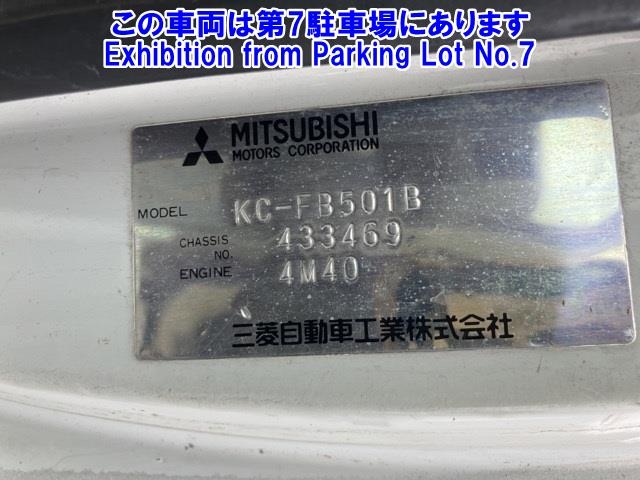 この車両は第7駐車場にあります
Exhibition from Parking Lot No.7
MITSUBISHI
MOTORS CORPORATION
MODEL KC-FB501B
CHASSIS NO. 433469
ENGINE 4M40
三菱自動車工業株式会社